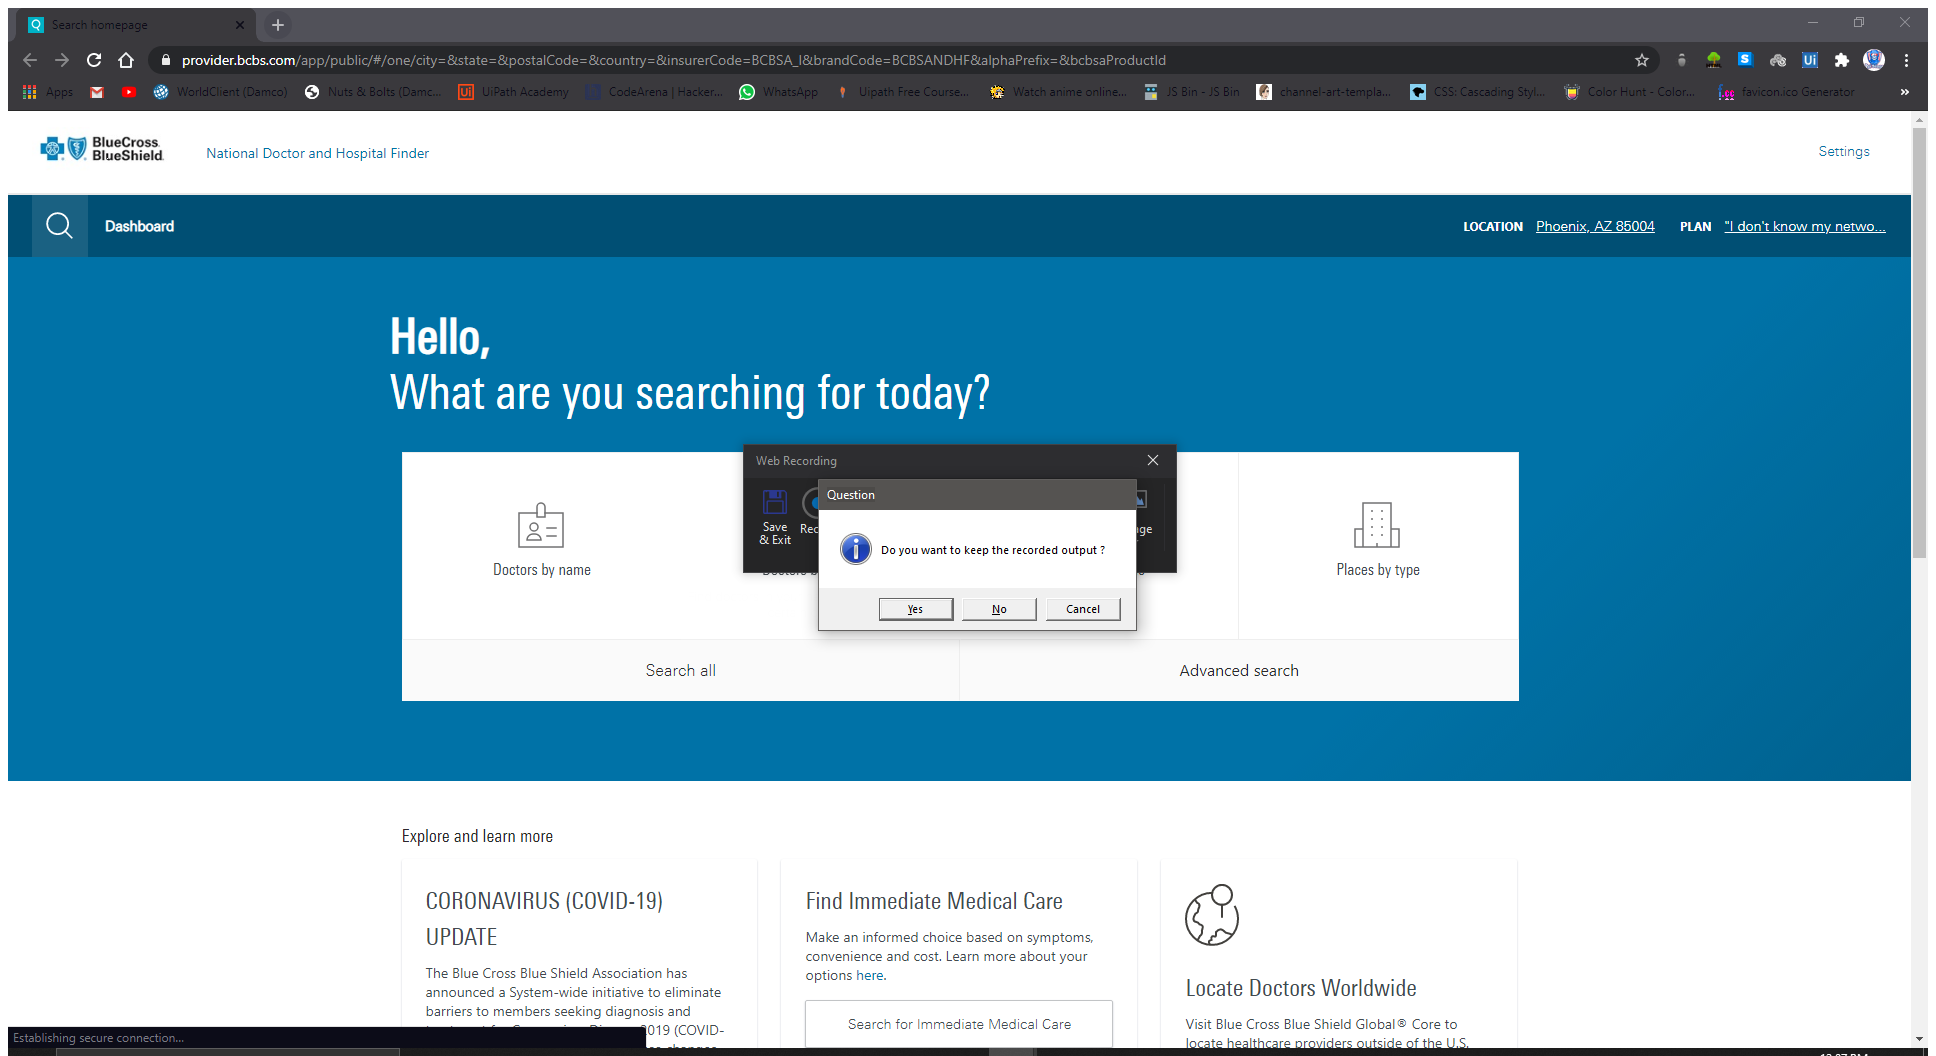 Search homepage
provider.bcbs.com/app/public/#/one/city=&state=&postalCode=&country=&insurerCode=BCBSA_I&brandCode=BCBSANDHF&alphaPrefix=&bcbsaProductId
Apps WorldClient (Damco) Nuts & Bolts (Damc... UiPath Academy CodeArena | Hacker... WhatsApp Uipath Free Course... Watch anime online... JS Bin - JS Bin channel-art-templa... CSS: Cascading Styl... Color Hunt - Color... favicon.ico Generator »
BlueCross
BlueShield
National Doctor and Hospital Finder
Settings
Dashboard
LOCATION Phoenix, AZ 85004 PLAN "I don't know my netwo...
Hello,
What are you searching for today?
Web Recording
Question
Save
& Exit
Do you want to keep the recorded output ?
Yes No Cancel
Doctors by name
Places by type
Search all
Advanced search
Explore and learn more
CORONAVIRUS (COVID-19)
UPDATE
The Blue Cross Blue Shield Association has
announced a System-wide initiative to eliminate
barriers to members seeking diagnosis and
2019 (COVID-
Find Immediate Medical Care
Make an informed choice based on symptoms,
convenience and cost. Learn more about your
options here.
Search for Immediate Medical Care
Locate Doctors Worldwide
Visit Blue Cross Blue Shield Global® Core to
locate healthcare providers outside of the U.S.
Establishing secure connection...